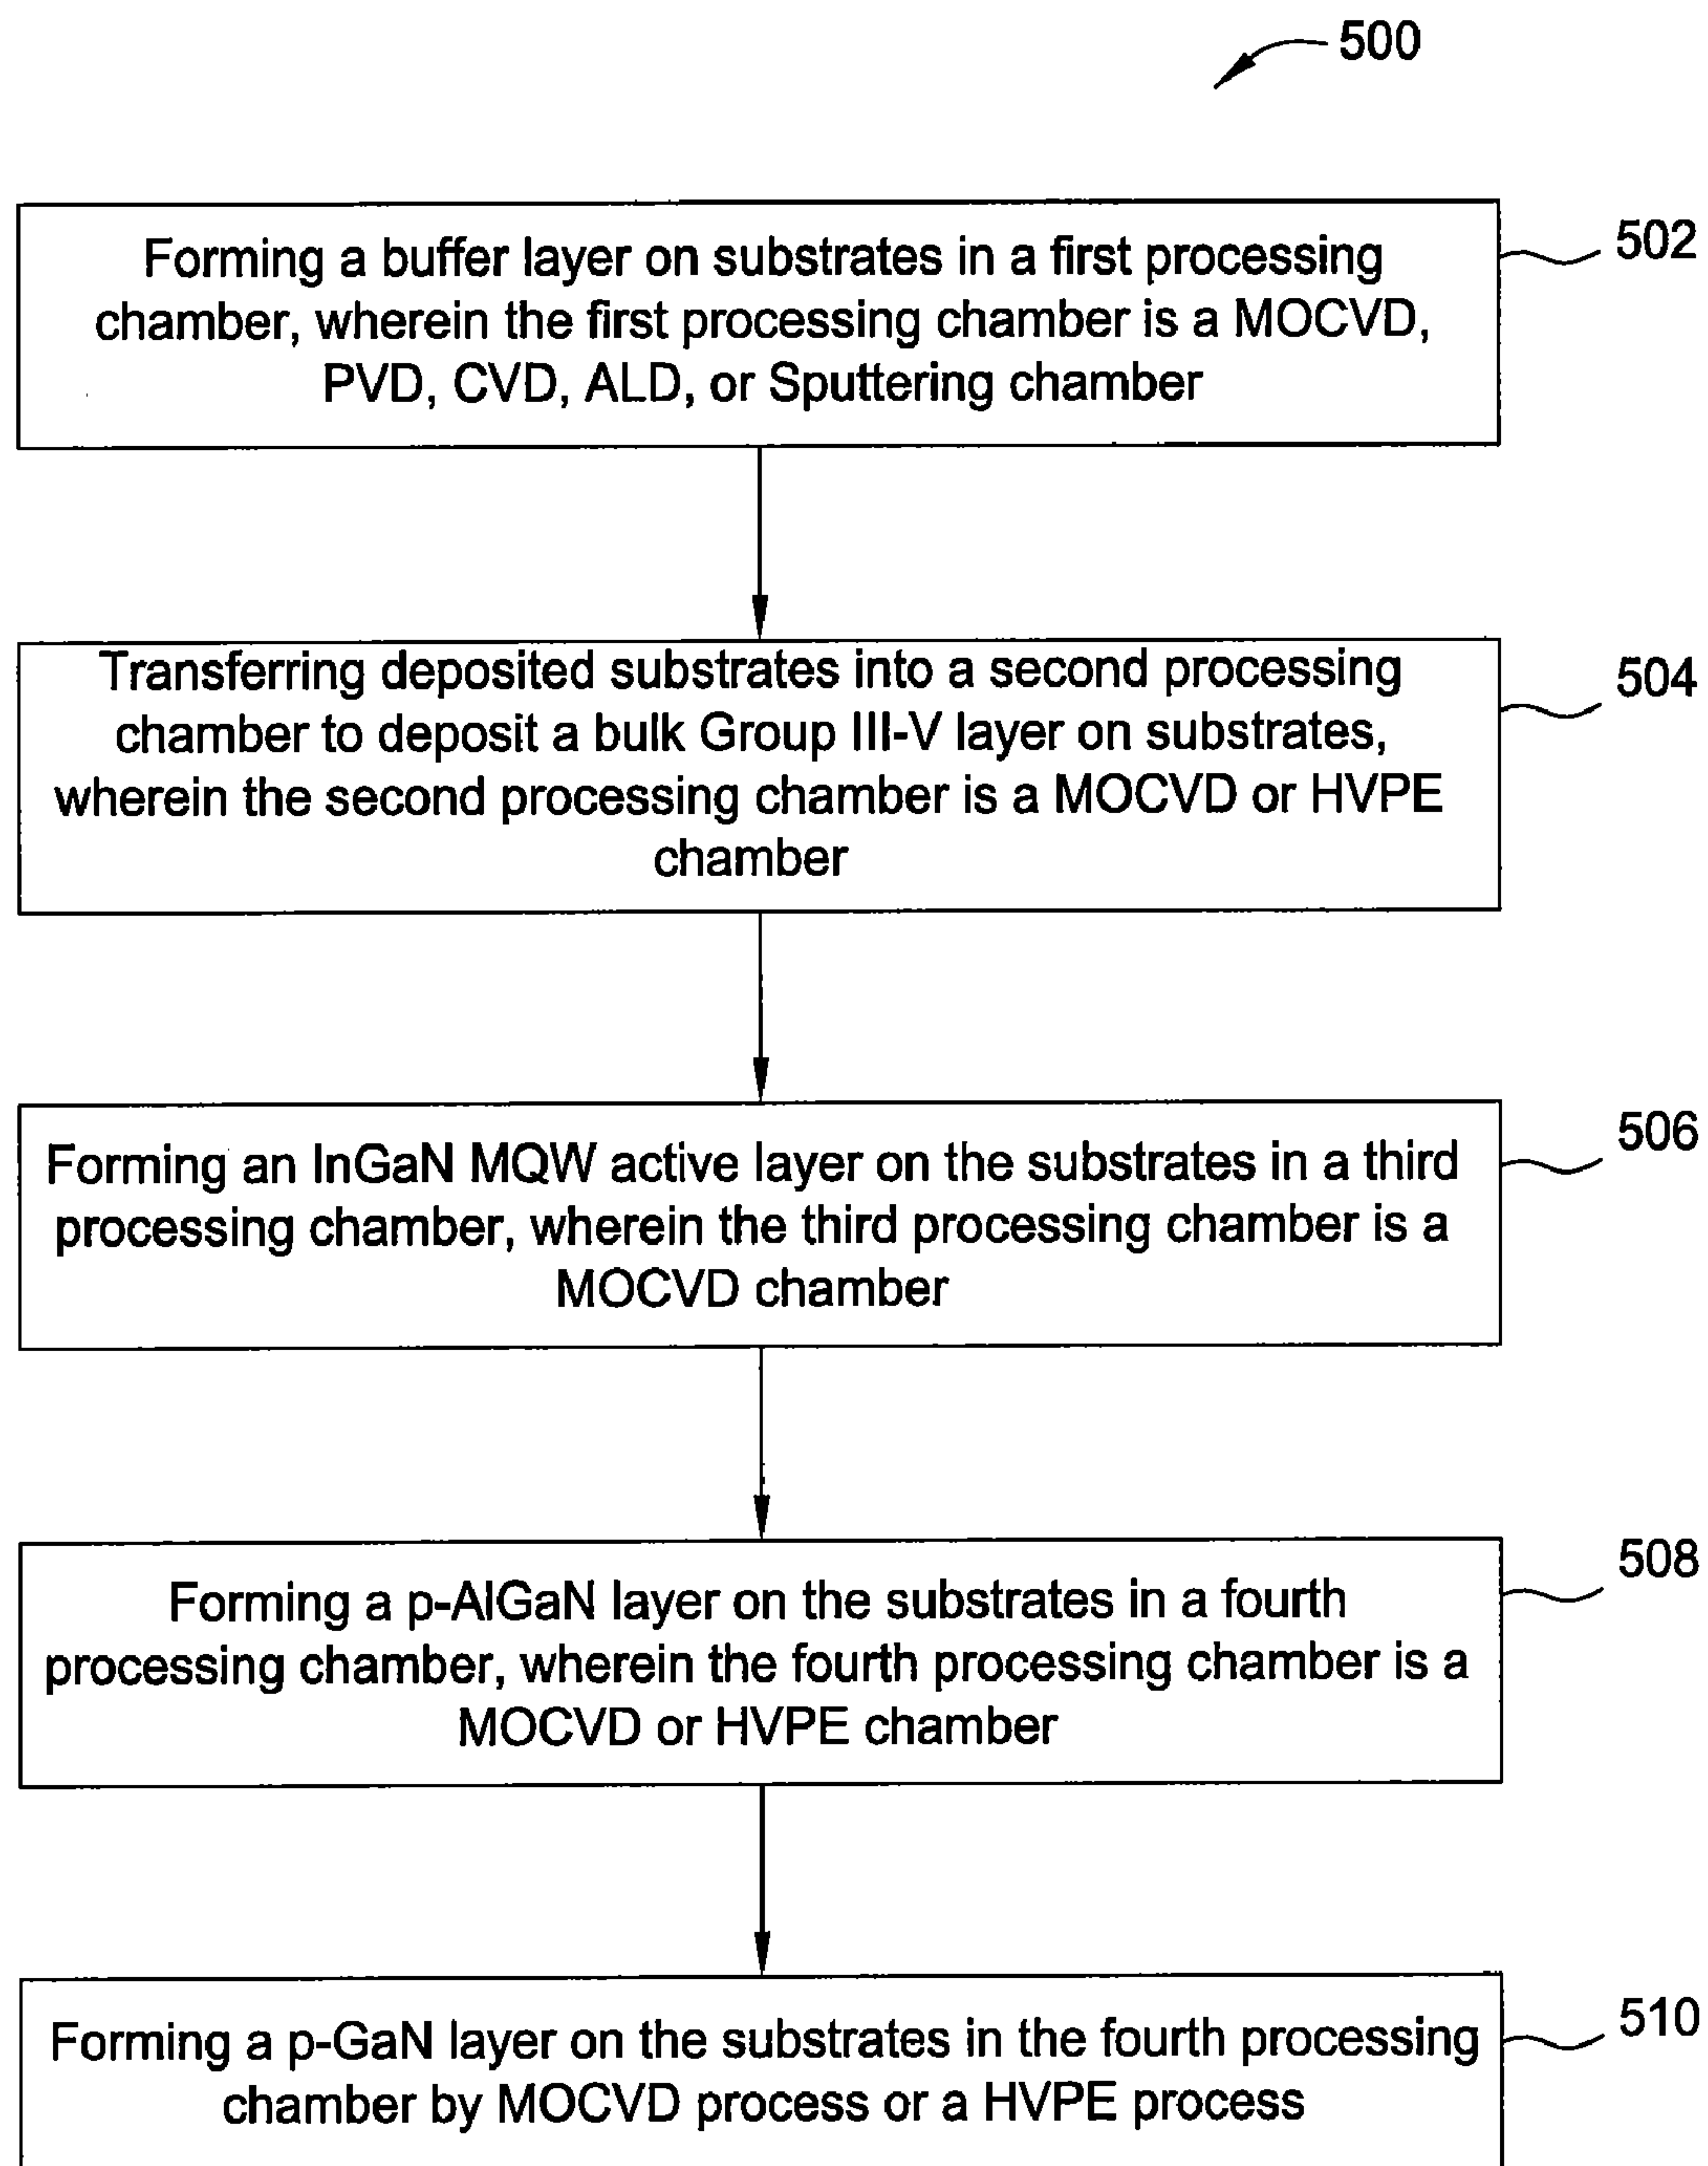 500
Forming a buffer layer on substrates in a first processing
chamber, wherein the first processing chamber is a MOCVD,
PVD, CVD, ALD, or Sputtering chamber
502
Transferring deposited substrates into a second processing
chamber to deposit a bulk Group III-V layer on substrates,
wherein the second processing chamber is a MOCVD or HVPE
chamber
504
Forming an InGaN MQW active layer on the substrates in a third
processing chamber, wherein the third processing chamber is a
MOCVD chamber
506
Forming a p-AlGaN layer on the substrates in a fourth
processing chamber, wherein the fourth processing chamber is a
MOCVD or HVPE chamber
508
Forming a p-GaN layer on the substrates in the fourth processing
chamber by MOCVD process or a HVPE process
510